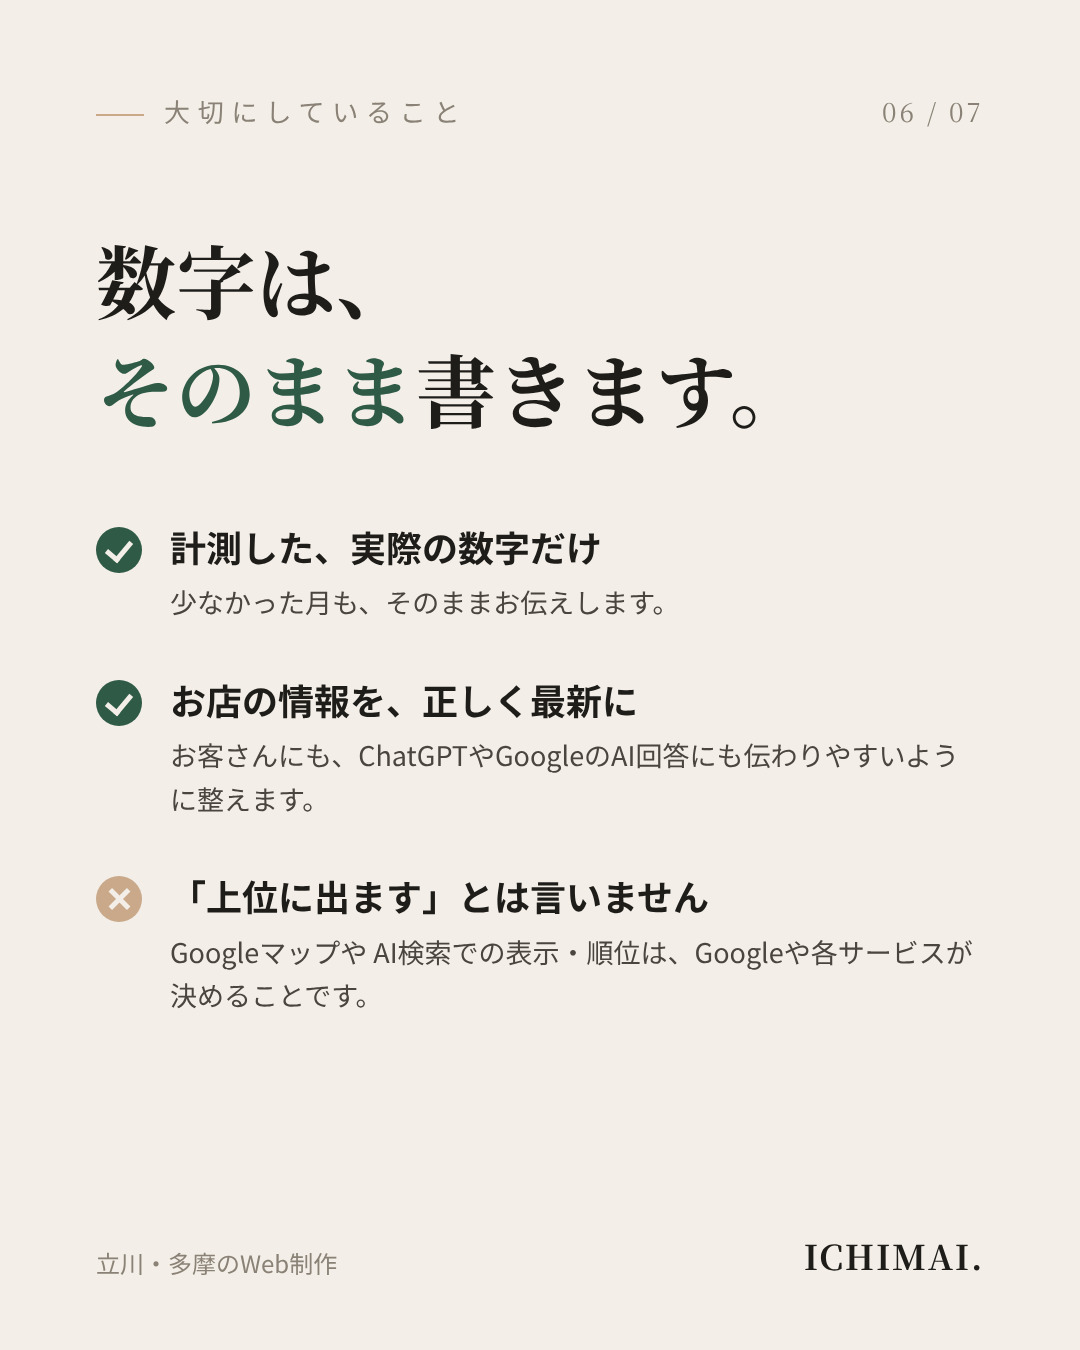 大切にしていること
06 / 07
数字は、
そのまま書きます。
計測した、実際の数字だけ
少なかった月も、そのままお伝えします。
お店の情報を、正しく最新に
お客さんにも、ChatGPTやGoogleのAI回答にも伝わりやすいよう
に整えます。
「上位に出ます」とは言いません
Googleマップや AI検索での表示・順位は、Googleや各サービスが
決めることです。
立川・多摩のWeb制作
ICHIMAI.